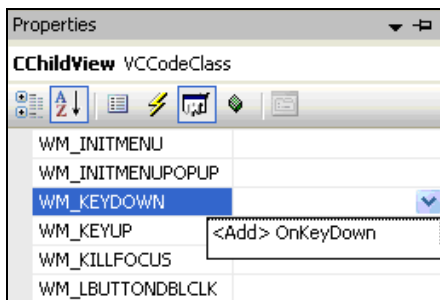 Properties
CChildView VCCodeClass
WM_INITMENU
WM_INITMENUPOPUP
WM_KEYDOWN
WM_KEYUP
<Add> OnKeyDown
WM_KILLFOCUS
WM_LBUTTONDBLCLK